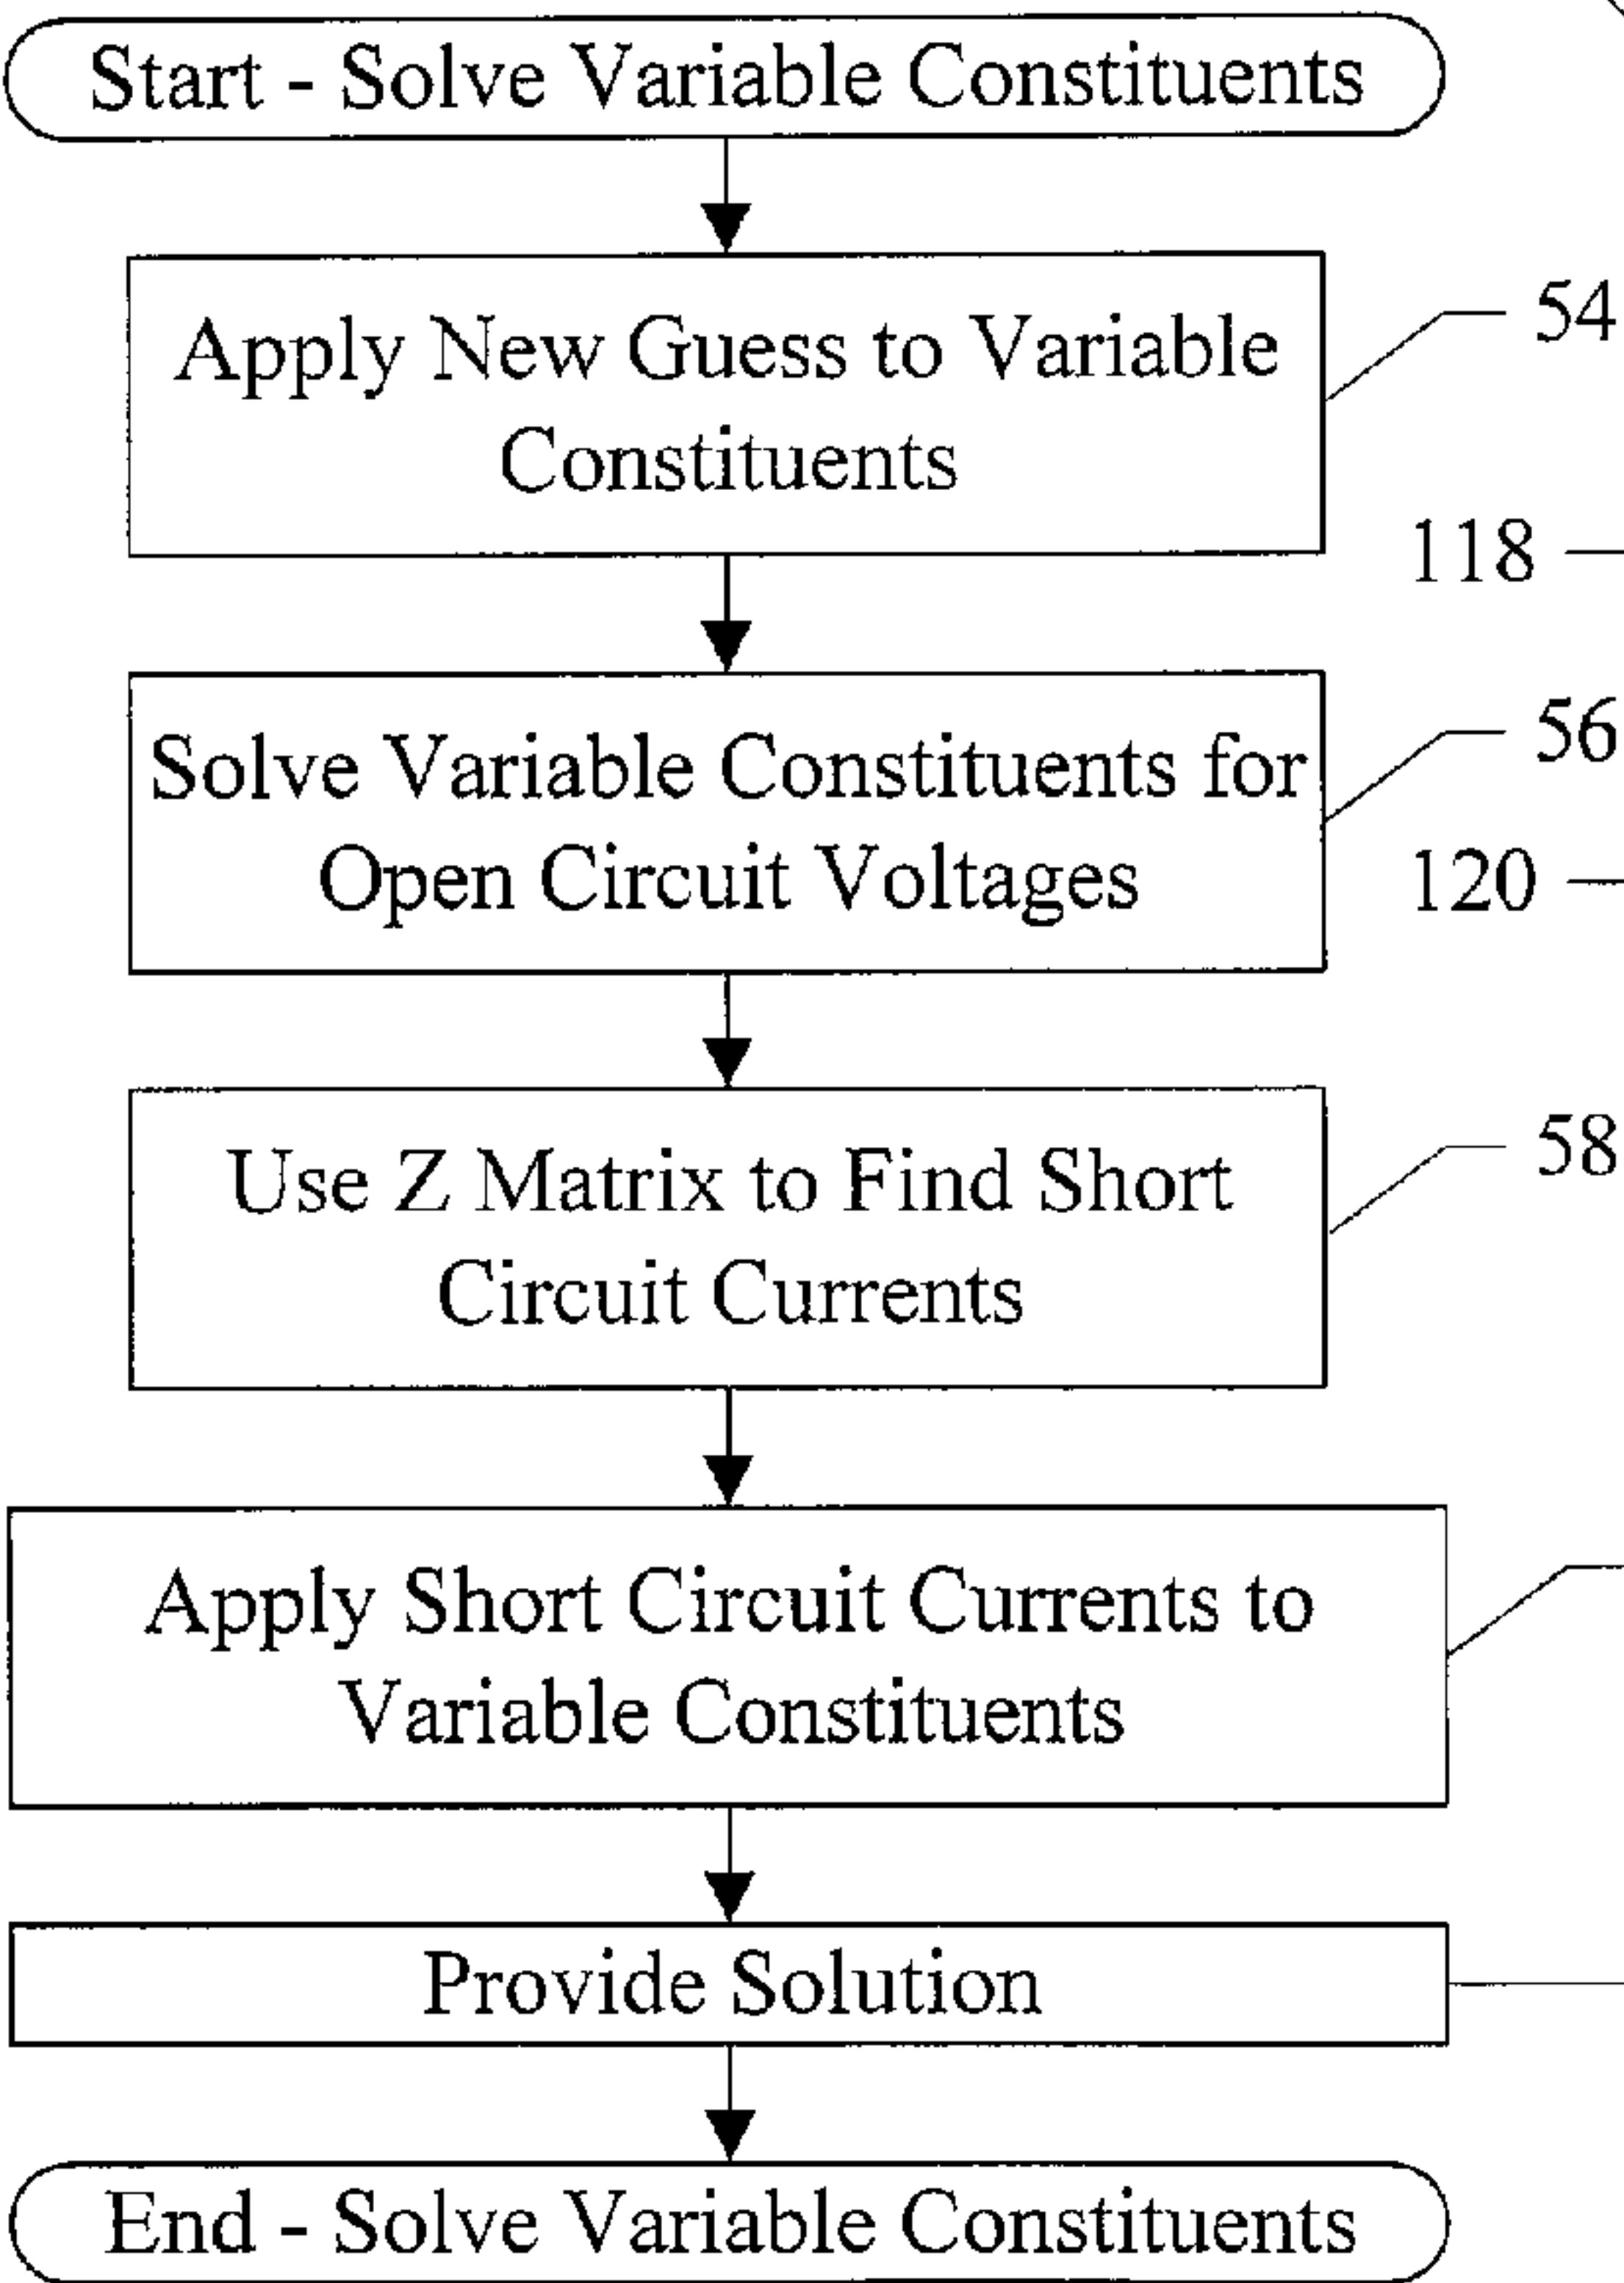 Start - Solve Variable Constituents
Apply New Guess to Variable
Constituents
54
118
Solve Variable Constituents for
Open Circuit Voltages
56
120
Use Z Matrix to Find Short
Circuit Currents
58
Apply Short Circuit Currents to
Variable Constituents
Provide Solution
End - Solve Variable Constituents